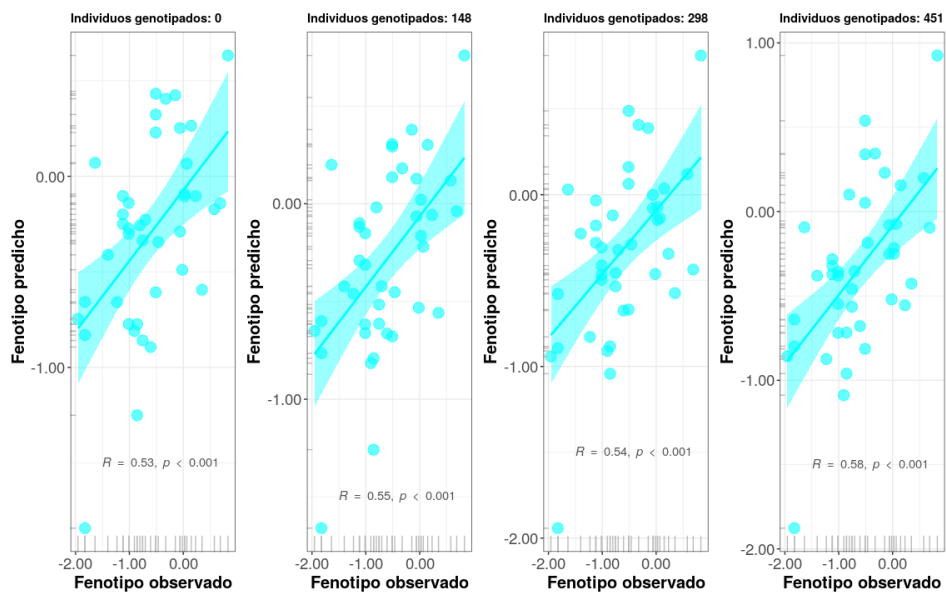 Individuos genotipados: 0
Fenotipo predicho
0.00
-1.00
R = 0.53, p < 0.001
-2.00 -1.00 0.00
Fenotipo observado
Individuos genotipados: 148
Fenotipo predicho
0.00
-1.00
R = 0.55, p < 0.001
-2.00 -1.00 0.00
Fenotipo observado
Individuos genotipados: 298
Fenotipo predicho
0.00
-1.00
-2.00
R = 0.54, p < 0.001
-2.00 -1.00 0.00
Fenotipo observado
Individuos genotipados: 451
Fenotipo predicho
1.00
0.00
-1.00
-2.00
R = 0.58, p < 0.001
-2.00 -1.00 0.00
Fenotipo observado